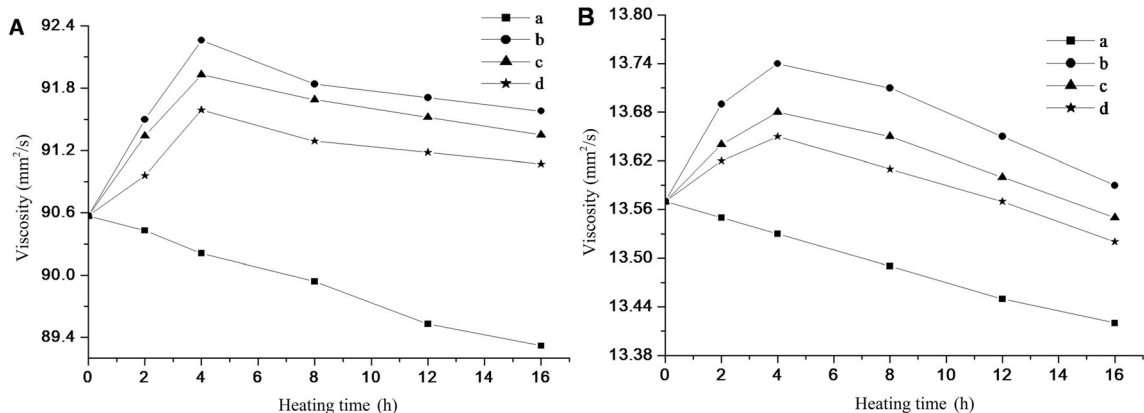 A
Viscosity (mm²/s)
92.4
91.8
91.2
90.6
90.0
89.4
0 2 4 6 8 10 12 14 16
Heating time (h)
a
b
c
d
B
Viscosity (mm²/s)
13.80
13.74
13.68
13.62
13.56
13.50
13.44
13.38
0 2 4 6 8 10 12 14 16
Heating time (h)
a
b
c
d